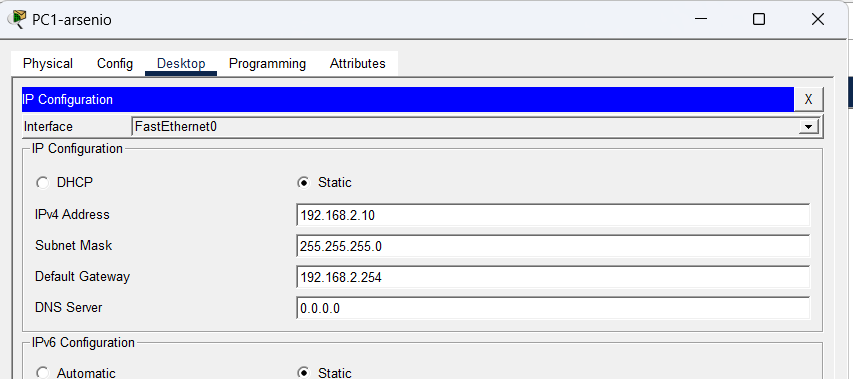 PC1-arsenio
Physical Config Desktop Programming Attributes
IP Configuration X
Interface FastEthernet0
IP Configuration
DHCP Static
IPv4 Address 192.168.2.10
Subnet Mask 255.255.255.0
Default Gateway 192.168.2.254
DNS Server 0.0.0.0
IPv6 Configuration
Automatic Static